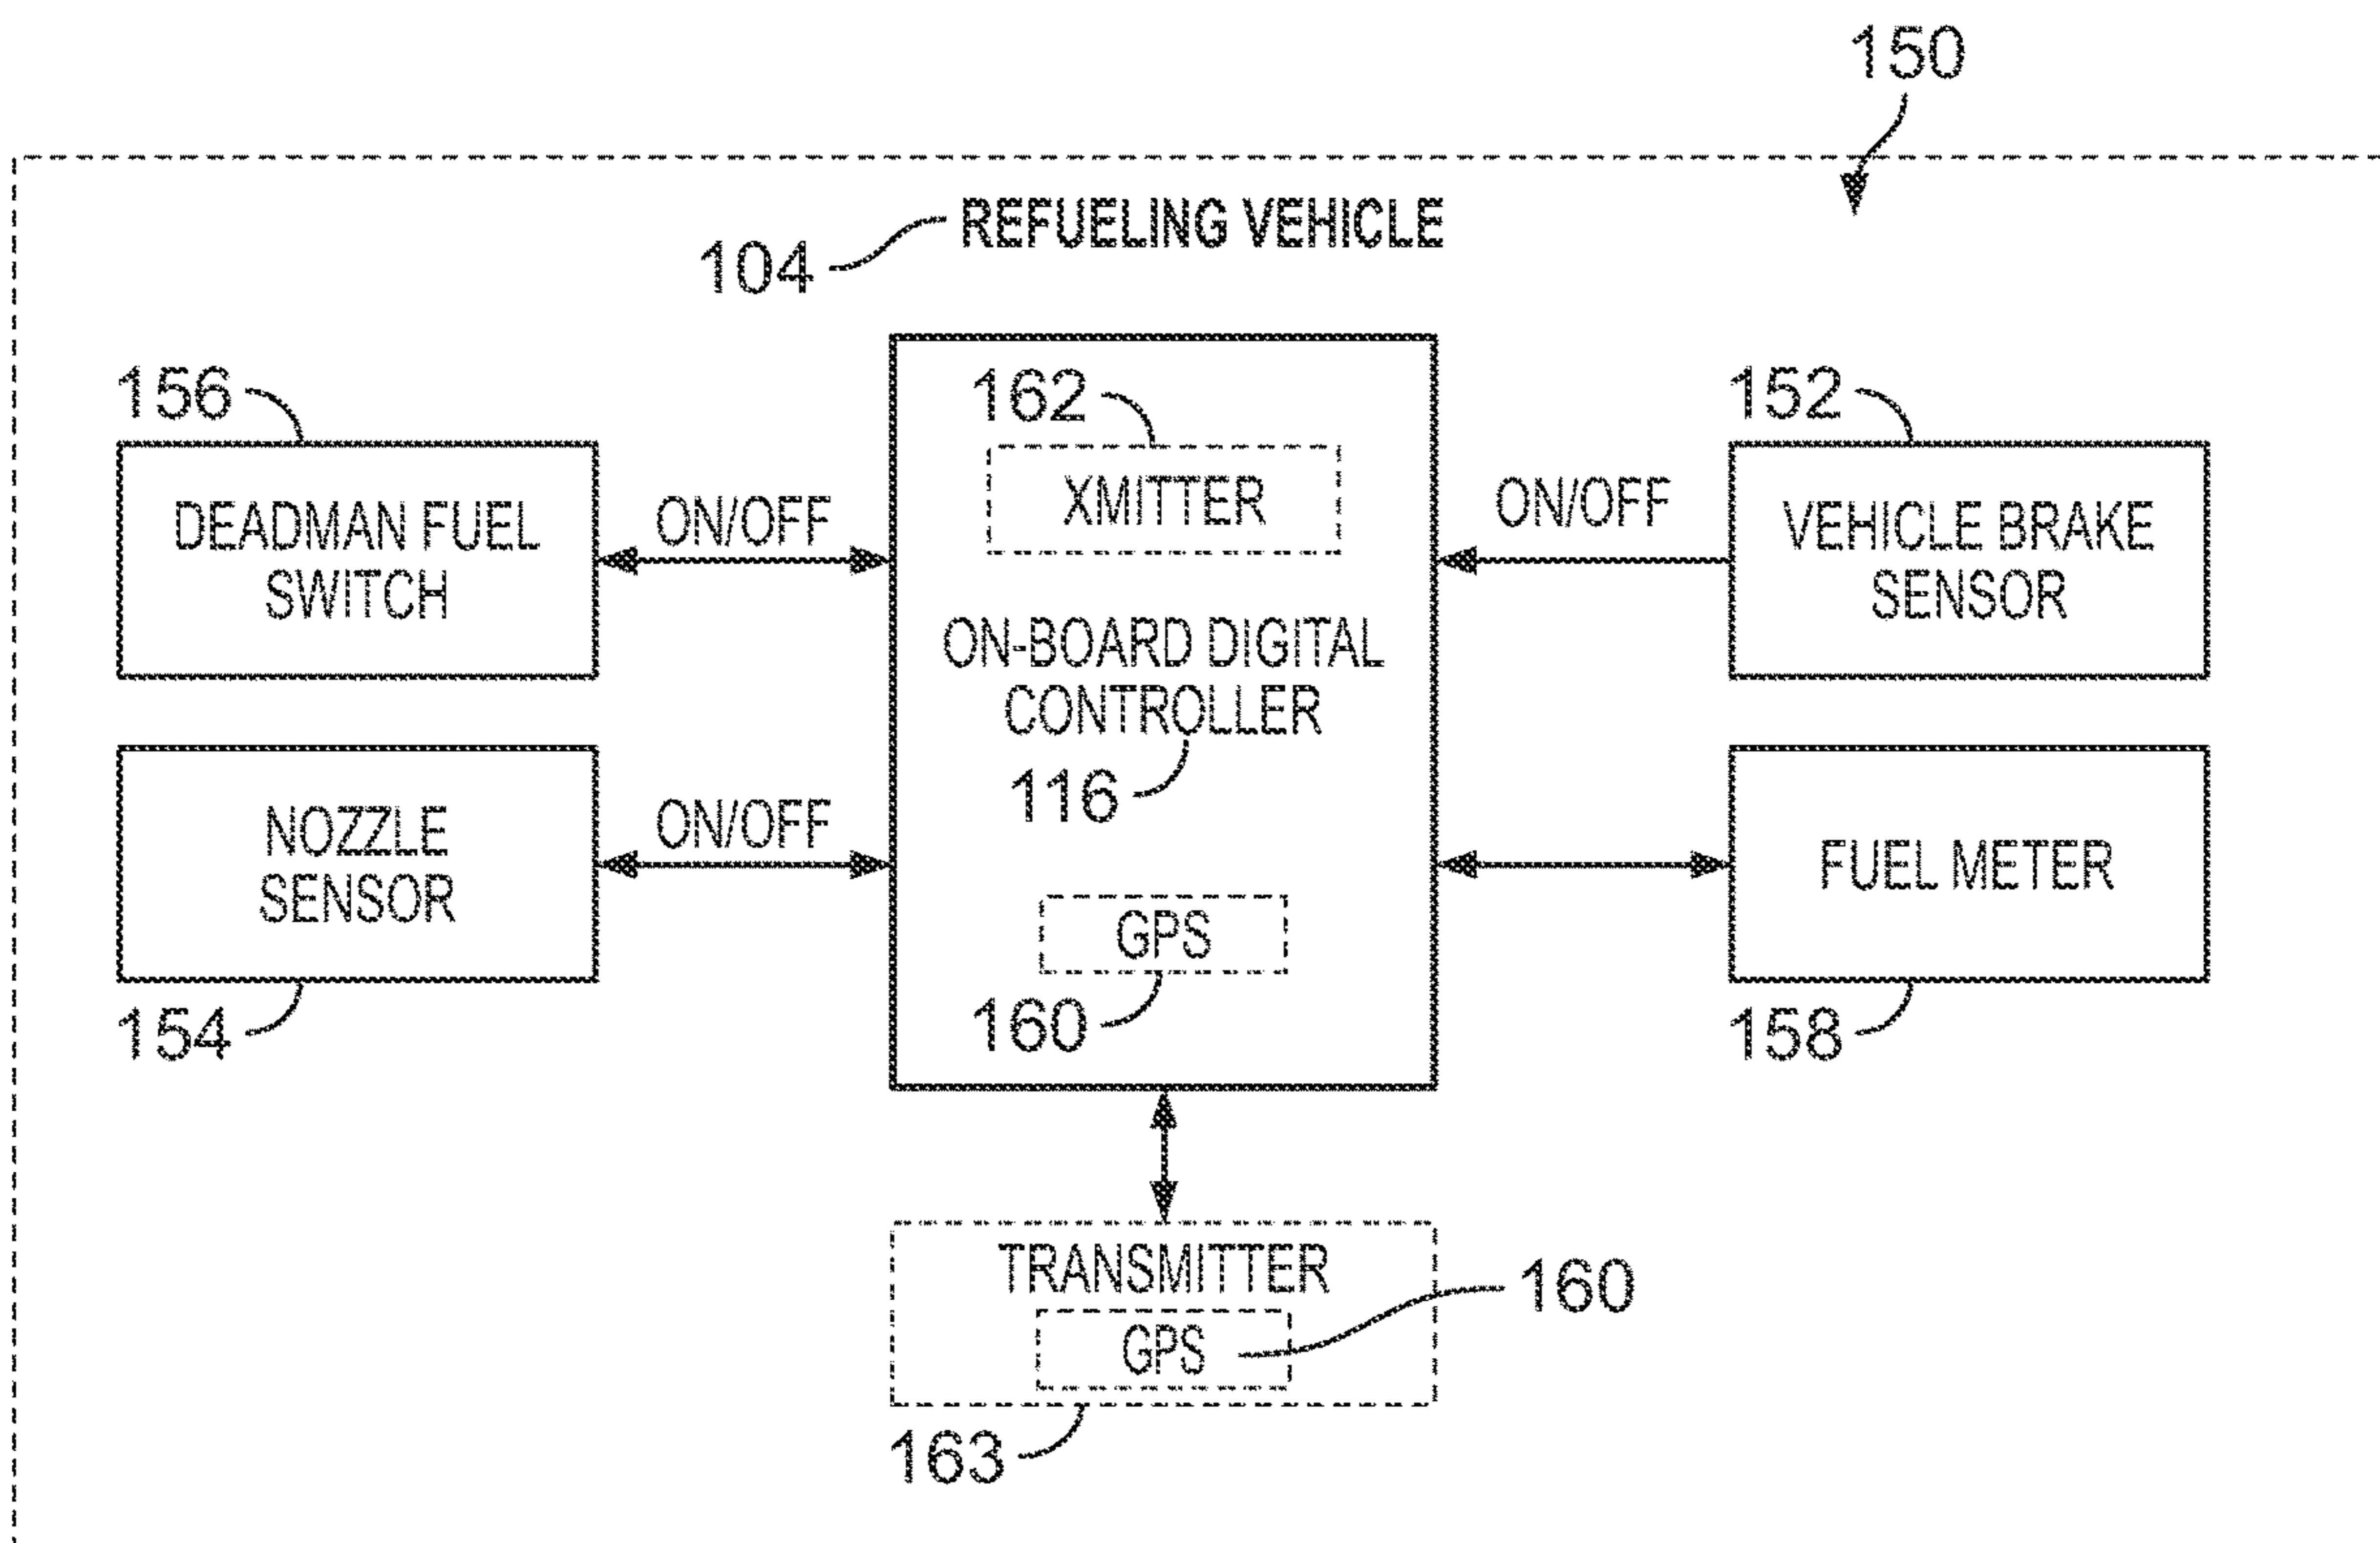 150
REFUELING VEHICLE
104
156
162
152
DEADMAN FUEL
SWITCH
ON/OFF
XMITTER
ON/OFF
VEHICLE BRAKE
SENSOR
ON-BOARD DIGITAL
CONTROLLER
116
NOZZLE
SENSOR
ON/OFF
FUEL METER
GPS
154
160
158
TRANSMITTER
GPS
160
163